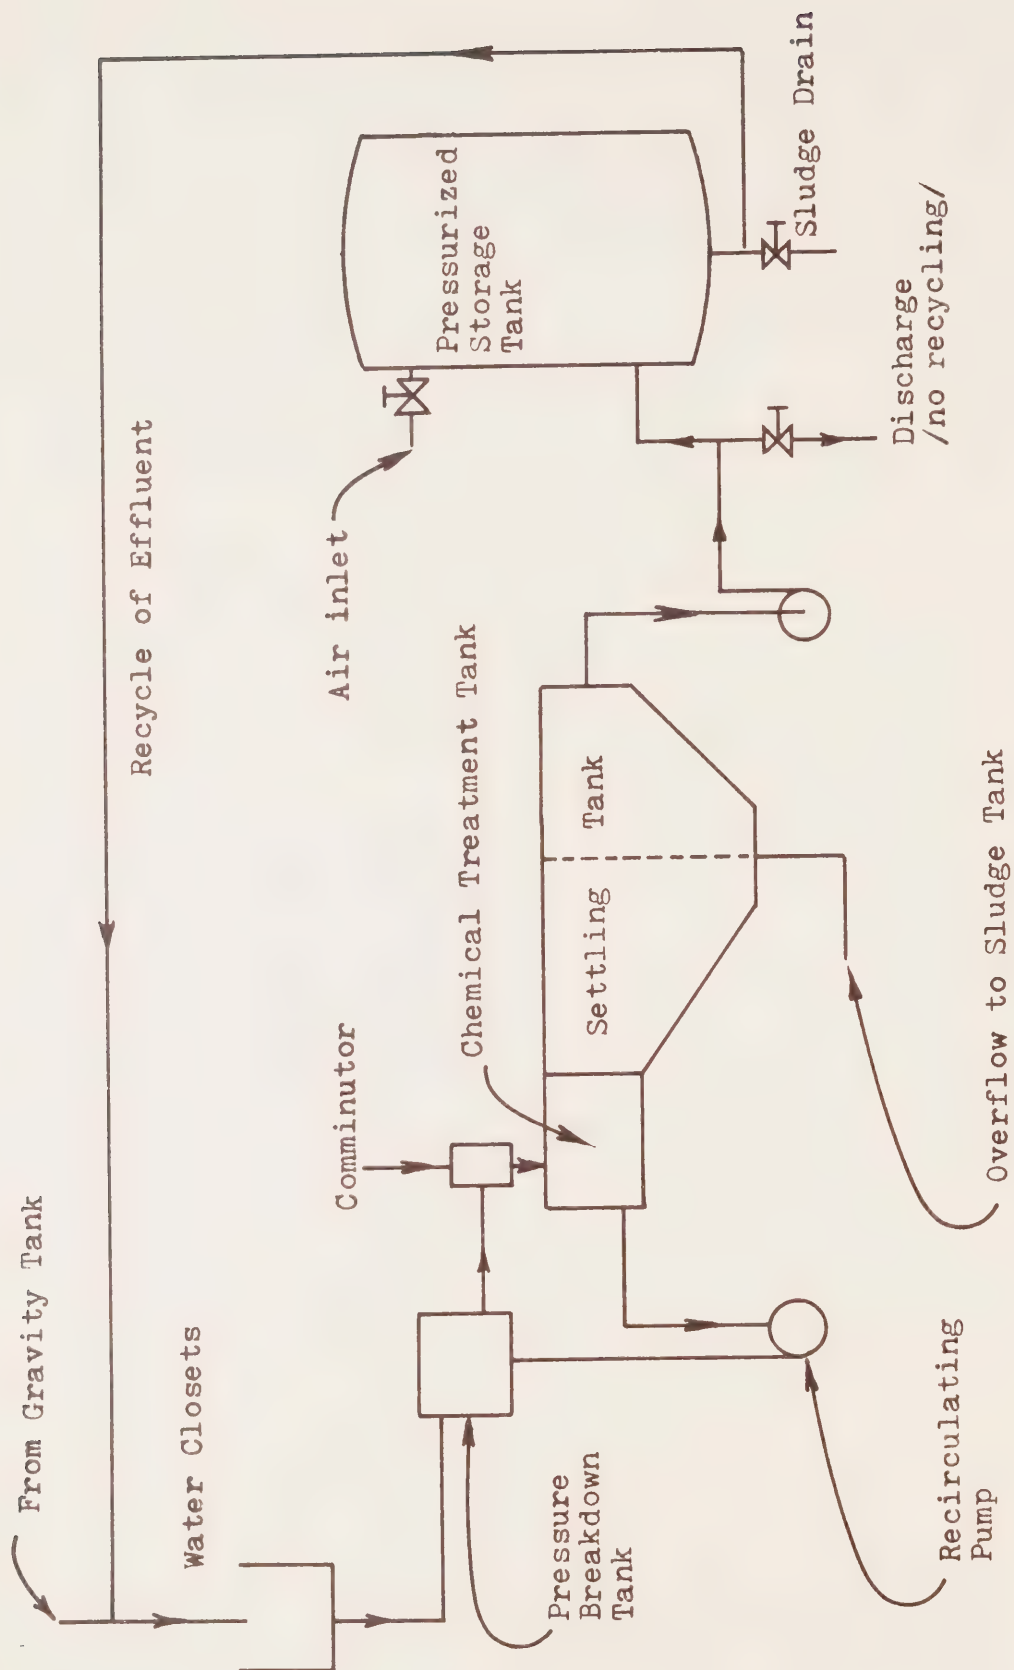 From Gravity Tank
Recycle of Effluent
Water Closets
Comminutor
Air inlet
Pressurized
Storage
Tank
Chemical Treatment Tank
Settling Tank
Pressure
Breakdown
Tank
Sludge Drain
Discharge
/no recycling/
Recirculating
Pump
Overflow to Sludge Tank